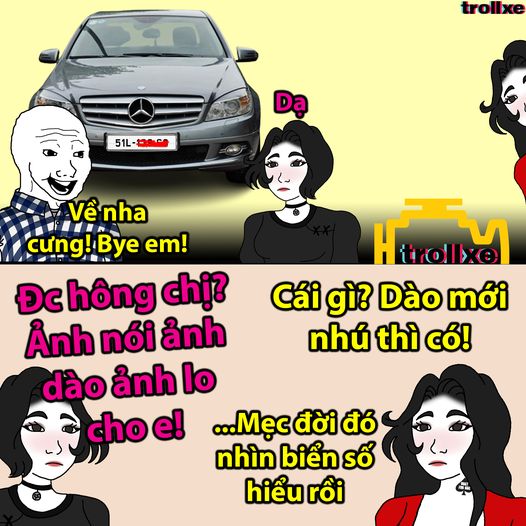 trollxe
Dạ
51L-
Về nha
cưng! Bye em!
trollxe
Đc hông chị?
Ảnh nói ảnh
dào ảnh lo
cho e!
Cái gì? Dào mới
nhú thì có!
...Mẹc đời đó
nhìn biển số
hiểu rồi